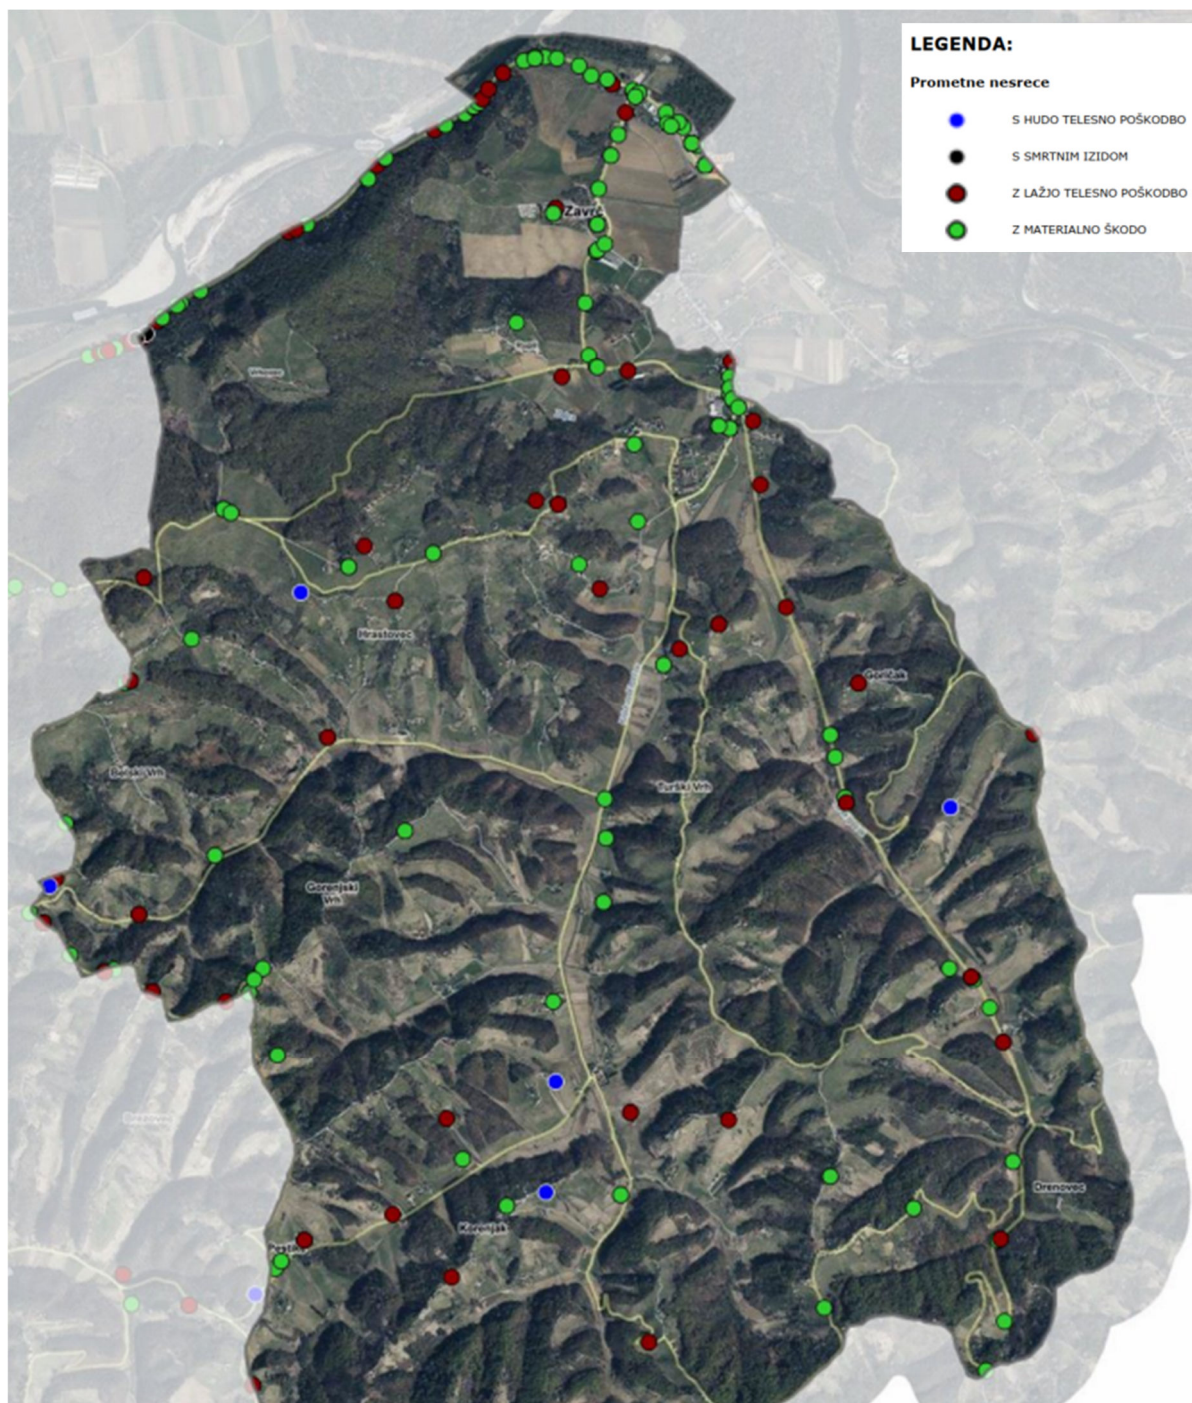 LEGENDA:
Prometne nesreče
S HUDO TELESNO POŠKODBO
S SMRTNIM IZIDOM
Z LAŽJO TELESNO POŠKODBO
Z MATERIALNO ŠKODO
Zavrč
Hrastovec
Goričak
Belski Vrh
Turški Vrh
Gorenjski
Vrh
Drenovec
Korenjak